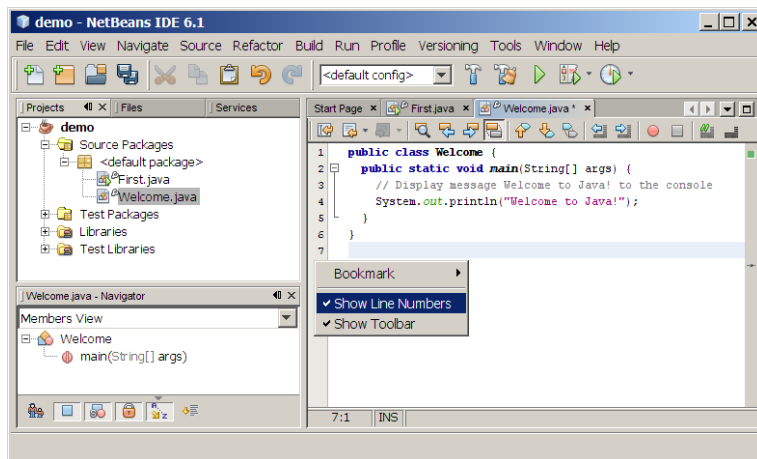 demo - NetBeans IDE 6.1
File Edit View Navigate Source Refactor Build Run Profile Versioning Tools Window Help
<default config>
Projects Files Services
Start Page First.java Welcome.java *
demo
Source Packages
<default package>
First.java
Welcome.java
Test Packages
Libraries
Test Libraries
1 public class Welcome {
2 public static void main(String[] args) {
3 // Display message Welcome to Java! to the console
4 System.out.println("Welcome to Java!");
5 }
6 }
7
Bookmark
Show Line Numbers
Show Toolbar
Welcome.java - Navigator
Members View
Welcome
main(String[] args)
7:1 INS